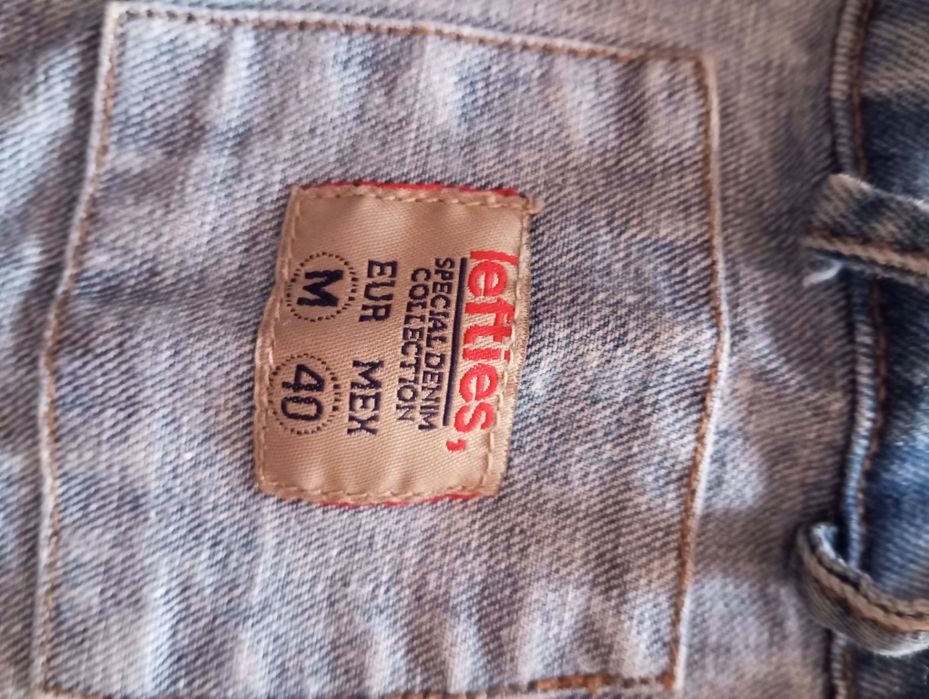 lefties,
SPECIAL DENIM
COLLECTION
EUR MEX
M 40